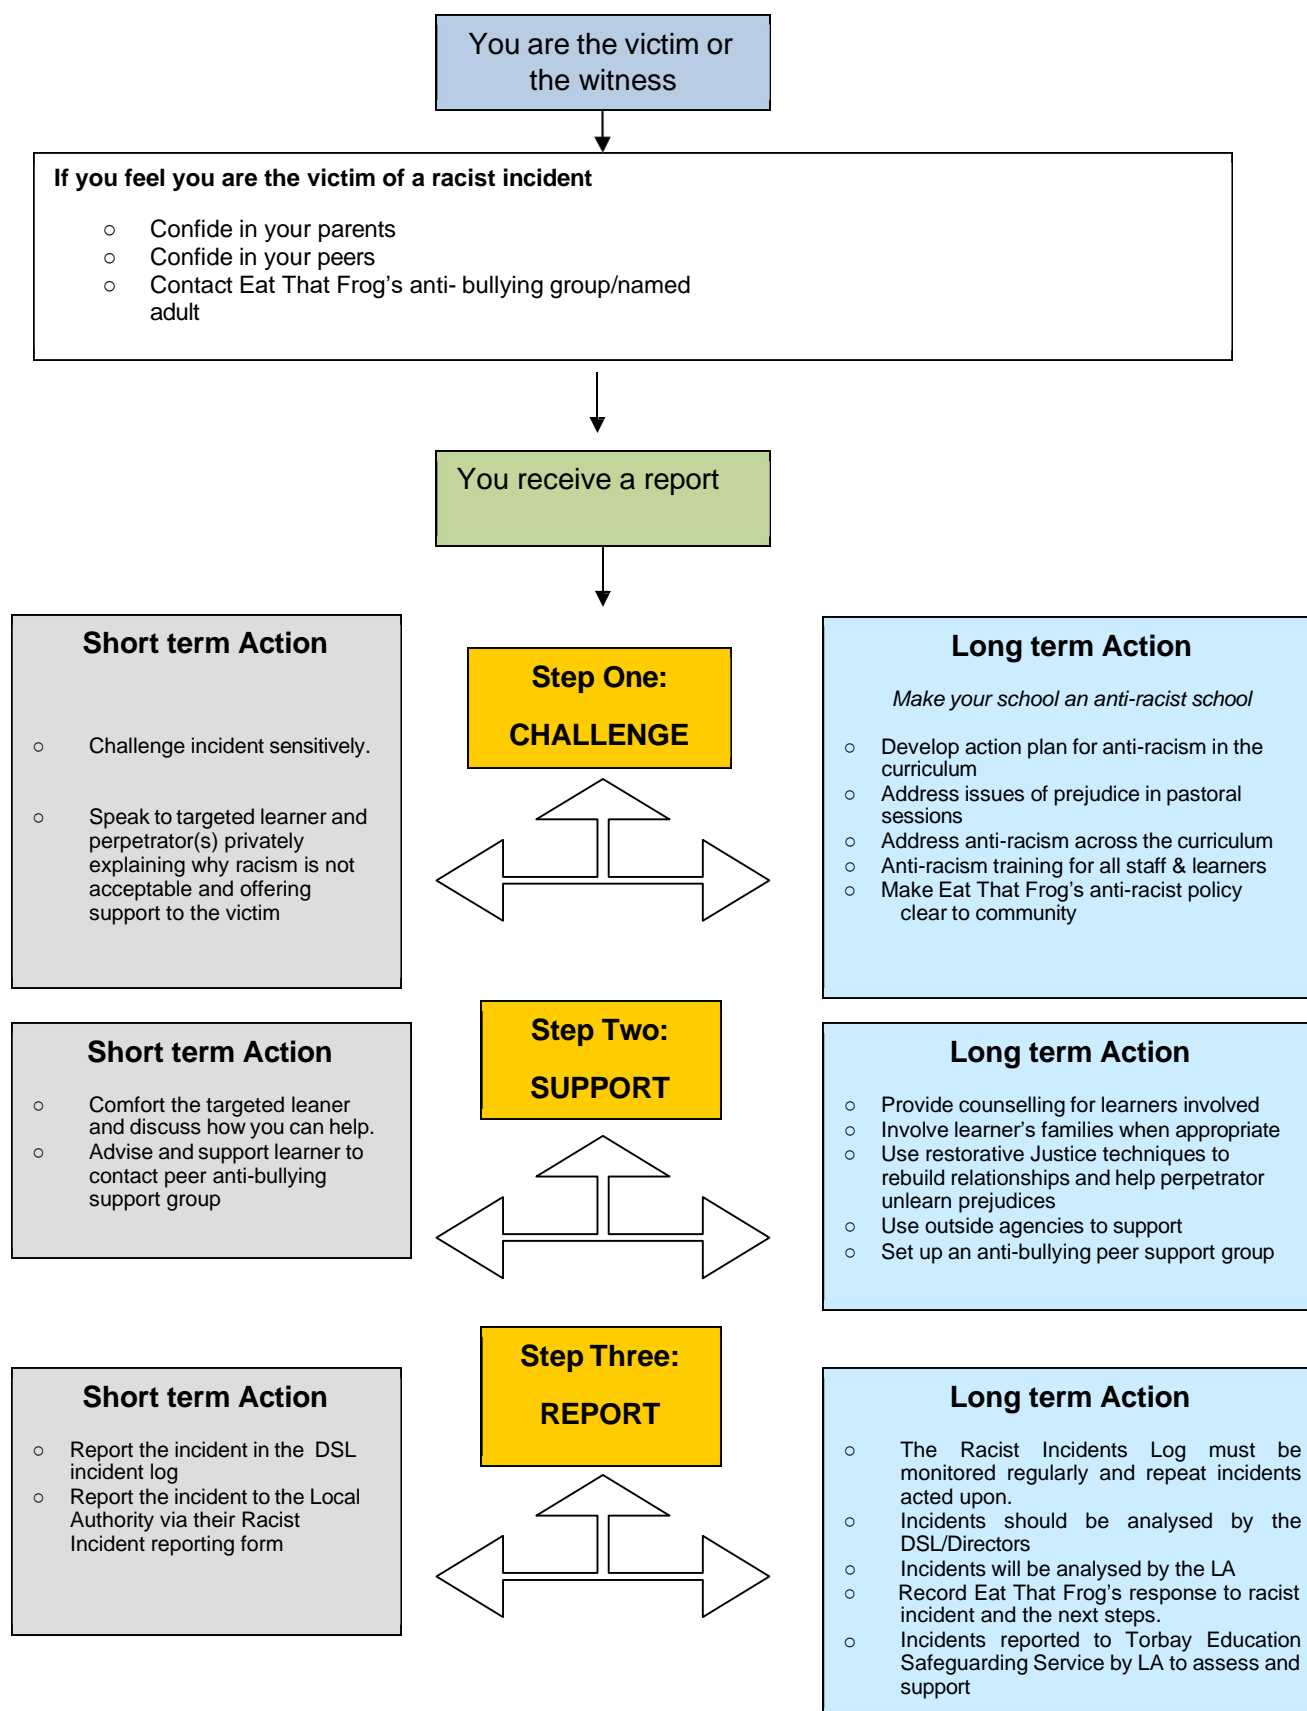 You are the victim or
the witness
If you feel you are the victim of a racist incident
○ Confide in your parents
○ Confide in your peers
○ Contact Eat That Frog’s anti- bullying group/named
adult
You receive a report
Short term Action
○ Challenge incident sensitively.
○ Speak to targeted learner and
perpetrator(s) privately
explaining why racism is not
acceptable and offering
support to the victim
Step One:
CHALLENGE
Long term Action
Make your school an anti-racist school
○ Develop action plan for anti-racism in the
curriculum
○ Address issues of prejudice in pastoral
sessions
○ Address anti-racism across the curriculum
○ Anti-racism training for all staff & learners
○ Make Eat That Frog’s anti-racist policy
clear to community
Short term Action
○ Comfort the targeted leaner
and discuss how you can help.
○ Advise and support learner to
contact peer anti-bullying
support group
Step Two:
SUPPORT
Long term Action
○ Provide counselling for learners involved
○ Involve learner’s families when appropriate
○ Use restorative Justice techniques to
rebuild relationships and help perpetrator
unlearn prejudices
○ Use outside agencies to support
○ Set up an anti-bullying peer support group
Short term Action
○ Report the incident in the DSL
incident log
○ Report the incident to the Local
Authority via their Racist
Incident reporting form
Step Three:
REPORT
Long term Action
○ The Racist Incidents Log must be
monitored regularly and repeat incidents
acted upon.
○ Incidents should be analysed by the
DSL/Directors
○ Incidents will be analysed by the LA
○ Record Eat That Frog’s response to racist
incident and the next steps.
○ Incidents reported to Torbay Education
Safeguarding Service by LA to assess and
support